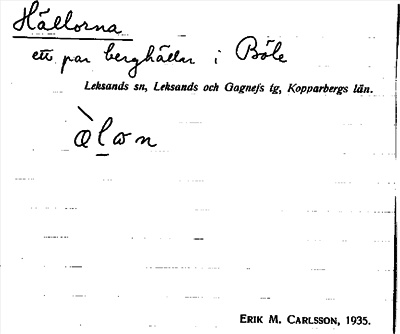 Hällorna
ett par berghällar i Böle
Leksands sn, Leksands och Gagnefs tg, Kopparbergs län.
ERIK M. CARLSSON, 1935.